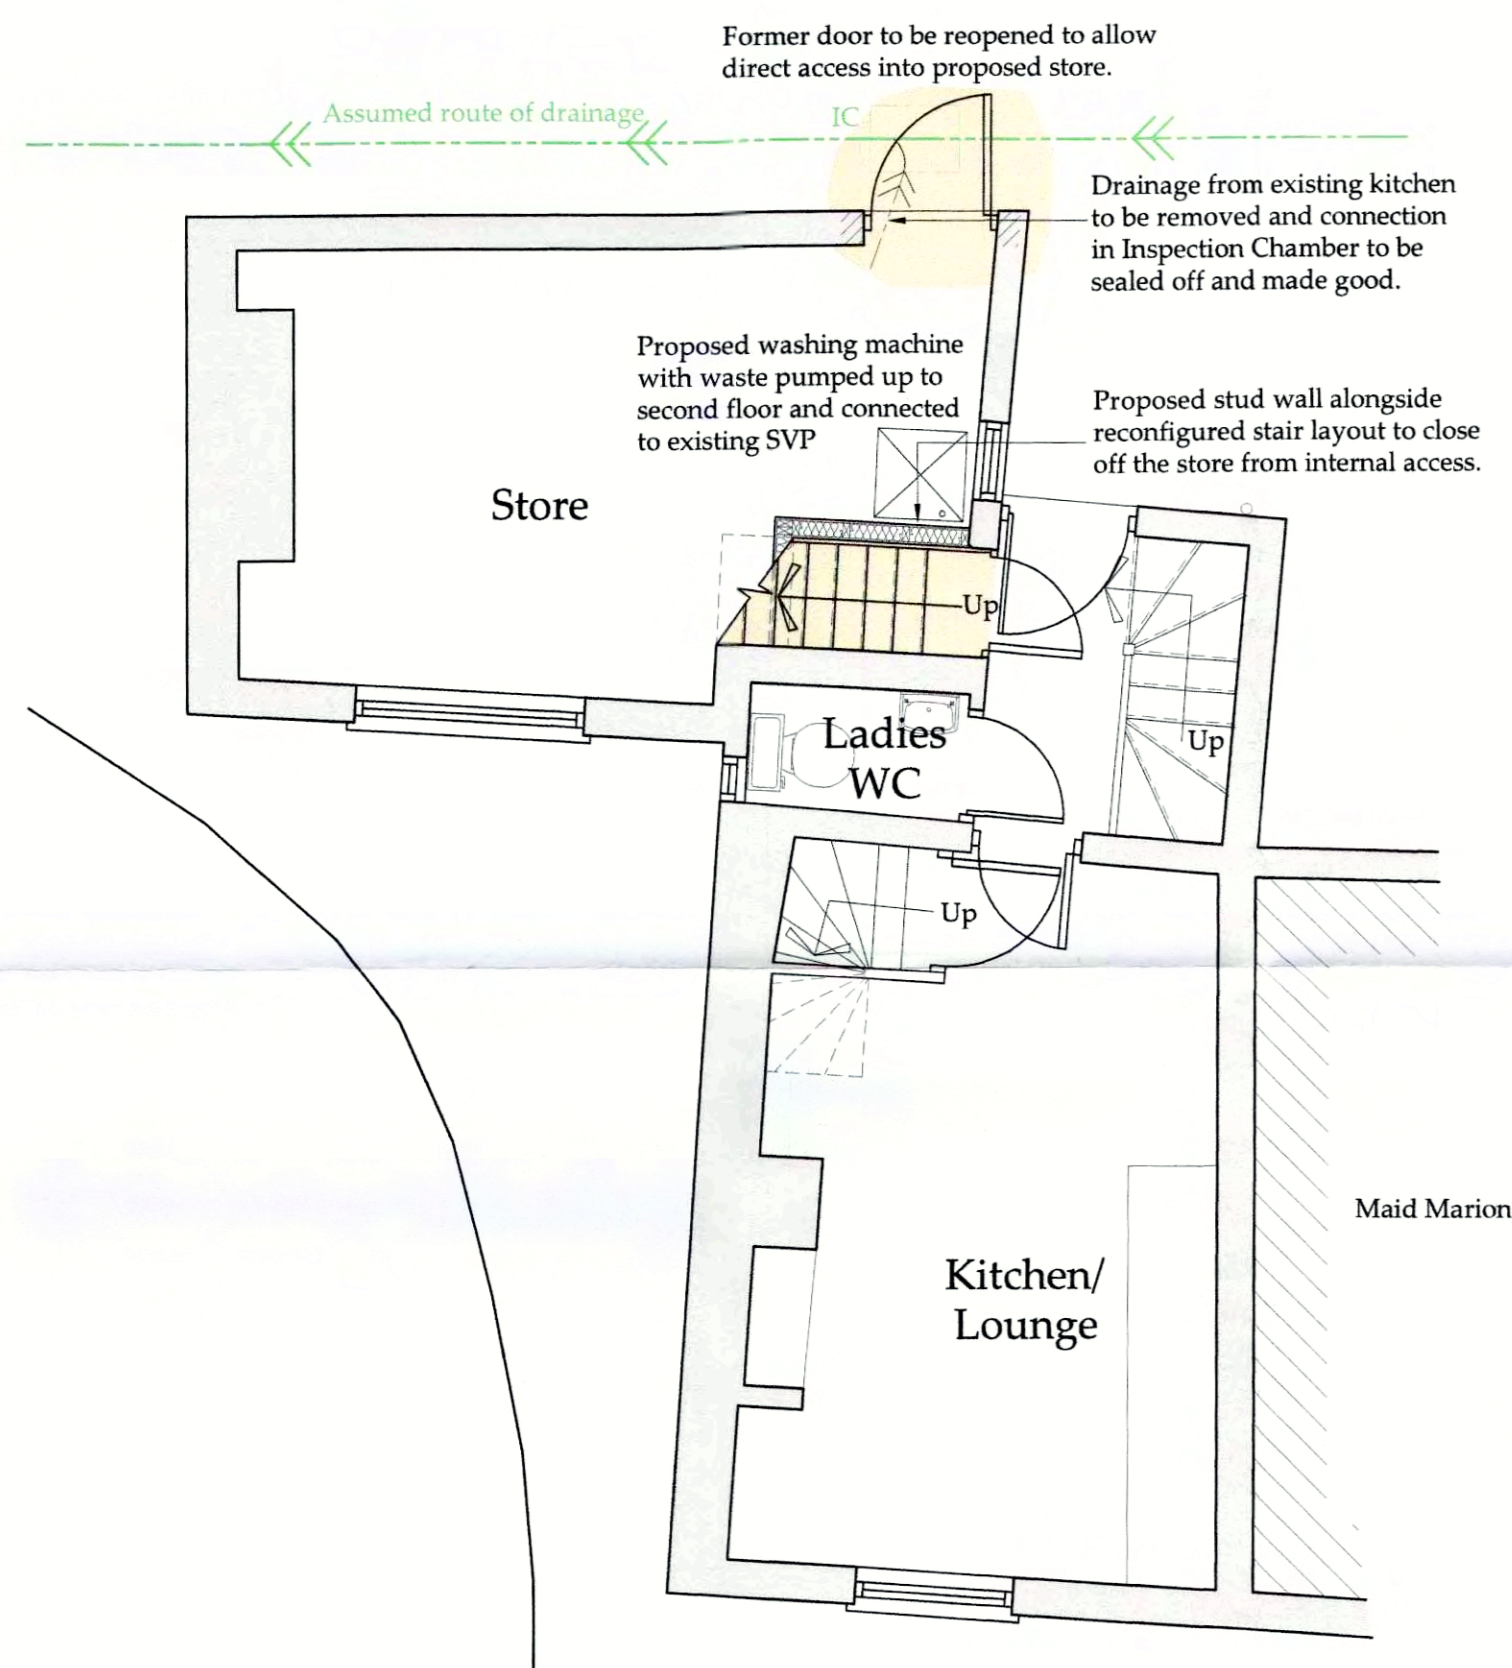 Former door to be reopened to allow
direct access into proposed store.
Assumed route of drainage
IC
Drainage from existing kitchen
to be removed and connection
in Inspection Chamber to be
sealed off and made good.
Proposed washing machine
with waste pumped up to
second floor and connected
to existing SVP
Proposed stud wall alongside
reconfigured stair layout to close
off the store from internal access.
Store
Up
Ladies
WC
Up
Up
Maid Marion
Kitchen/
Lounge